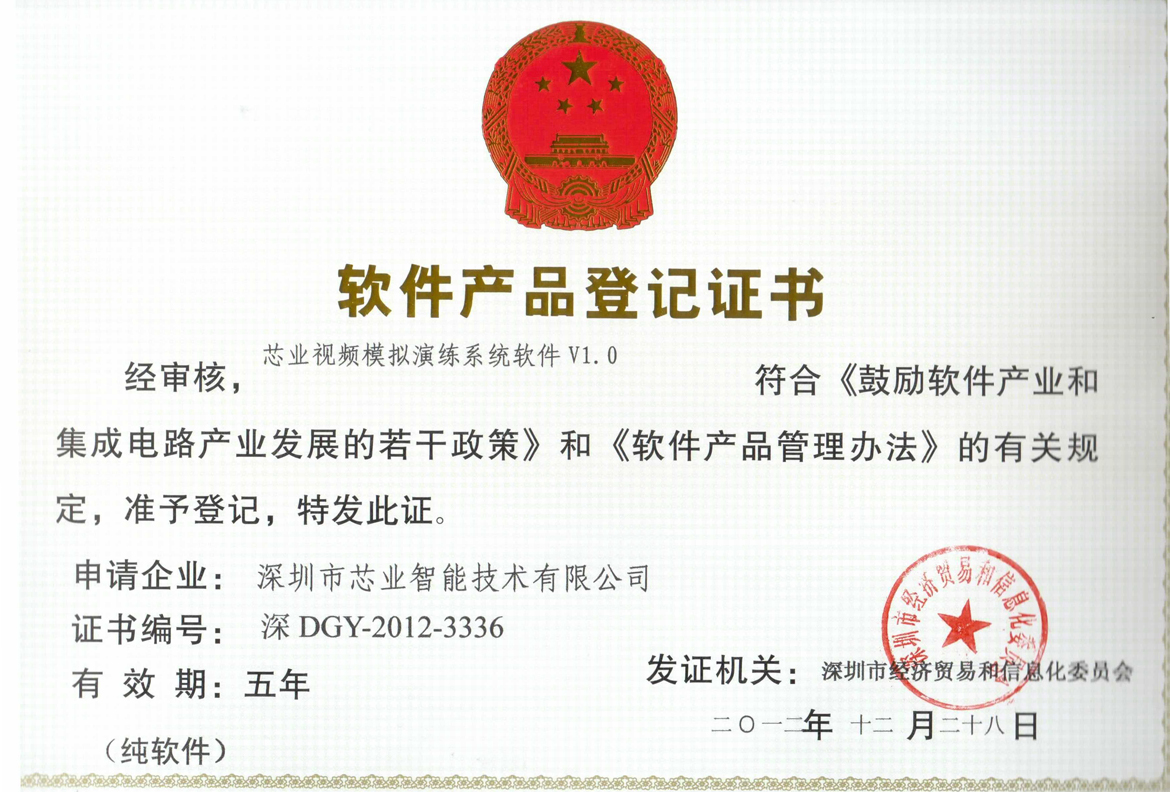 软件产品登记证书
芯业视频模拟演练系统软件 V1.0
经审核，符合《鼓励软件产业和
集成电路产业发展的若干政策》和《软件产品管理办法》的有关规
定，准予登记，特发此证。
申请企业：深圳市芯业智能技术有限公司
证书编号：深 DGY-2012-3336
有 效 期：五年
（纯软件）
深圳市经济贸易和信息化委员会
发证机关：深圳市经济贸易和信息化委员会
二〇一二年 十二 月二十八日